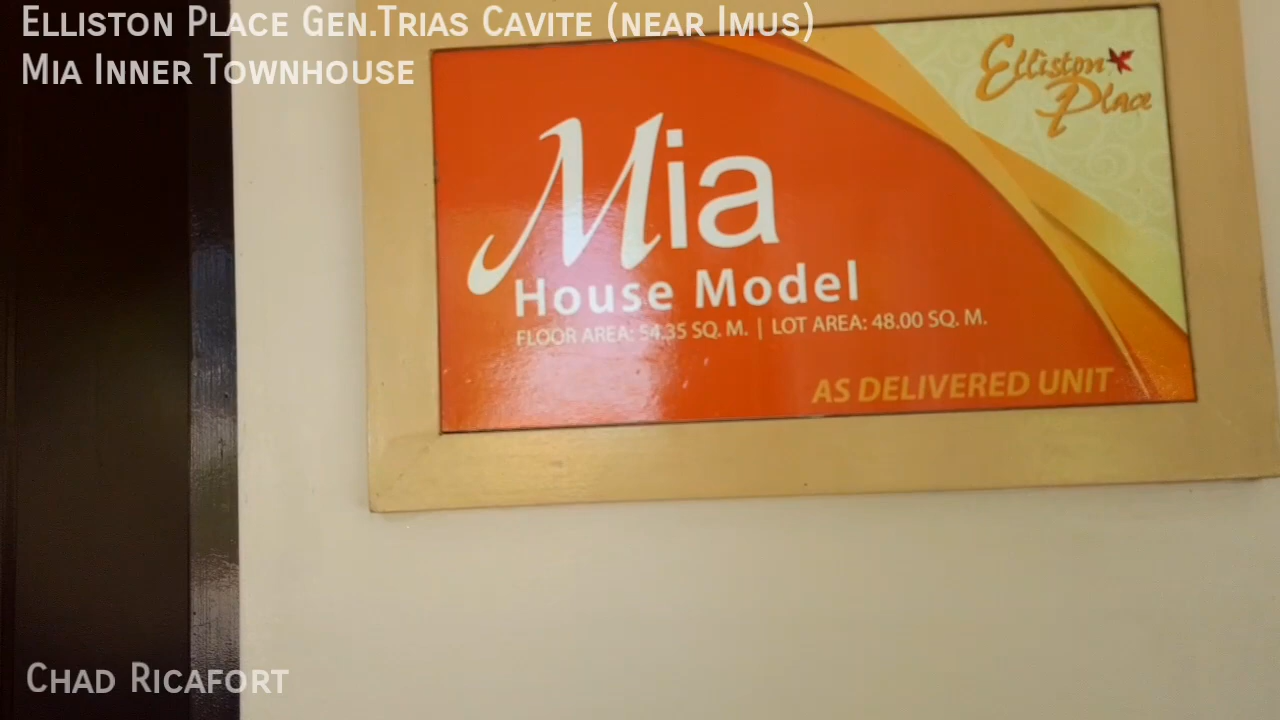 Elliston Place Gen.Trias Cavite (near Imus)
Mia Inner Townhouse
Elliston
Place
Mia
House Model
FLOOR AREA: 54.35 SQ. M. | LOT AREA: 48.00 SQ. M.
AS DELIVERED UNIT
Chad Ricafort